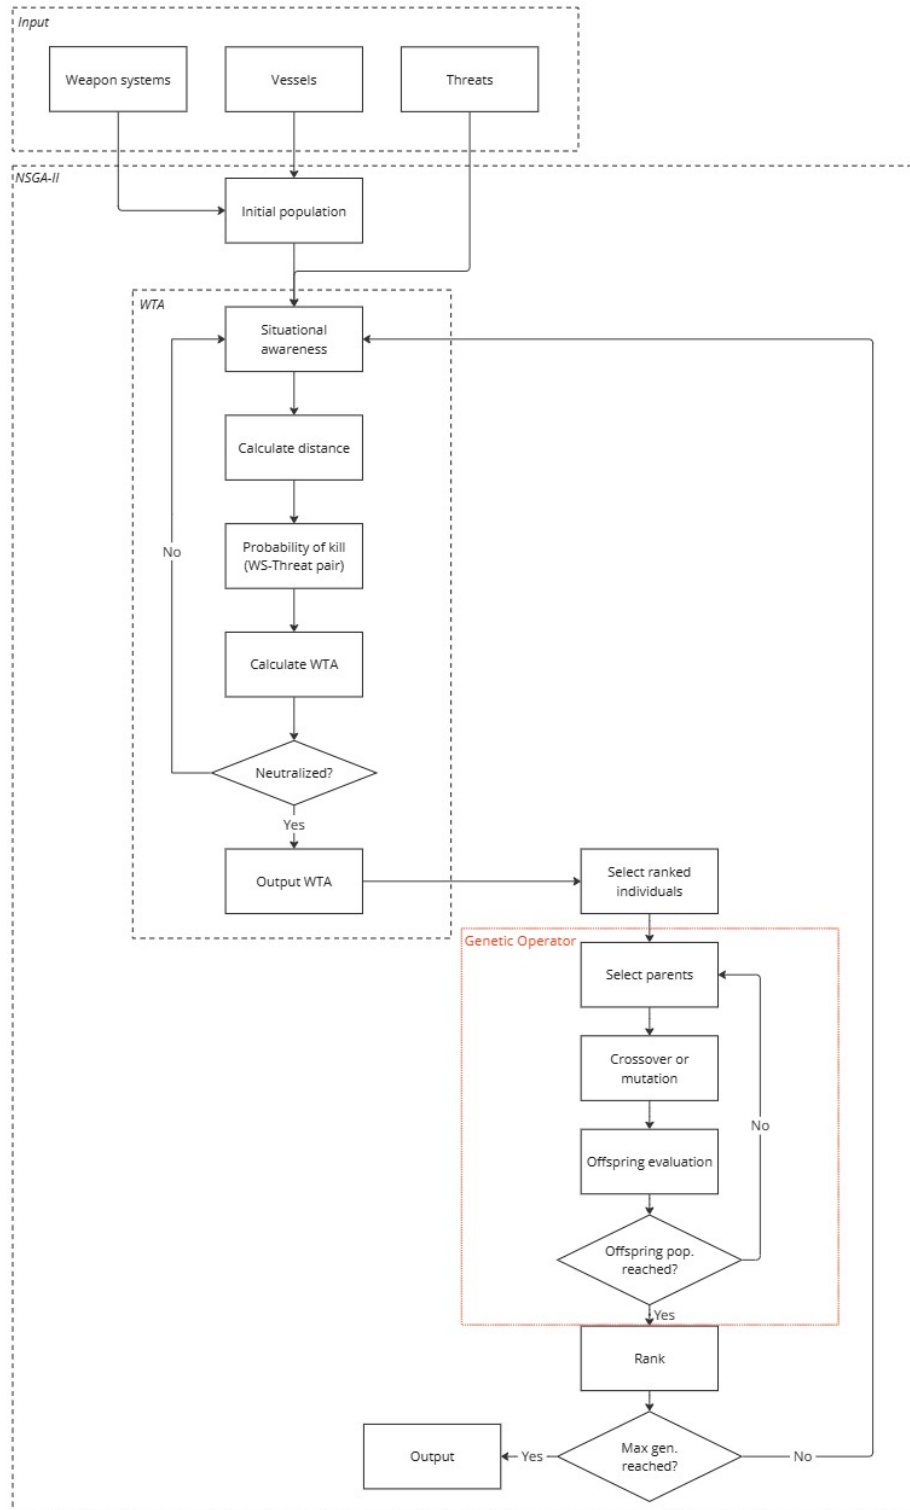 Input
Weapon systems
Vessels
Threats
NSGA-II
Initial population
WTA
Situational
awareness
Calculate distance
No
Probability of kill
(WS-Threat pair)
Calculate WTA
Neutralized?
Yes
Output WTA
Select ranked
individuals
Genetic Operator
Select parents
Crossover or
mutation
No
Offspring evaluation
Offspring pop.
reached?
Yes
Rank
Output
Yes
Max gen.
reached?
No